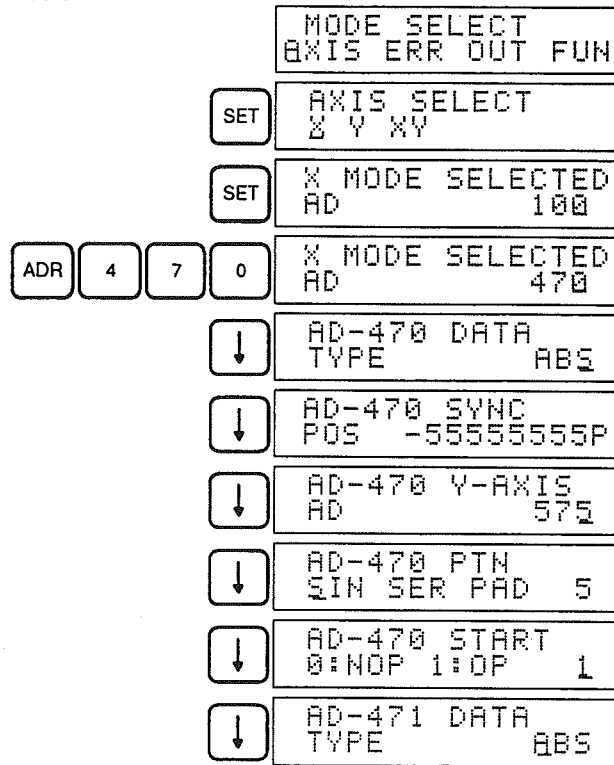 MODE SELECT
AXIS ERR OUT FUN
SET
AXIS SELECT
X Y XY
SET
X MODE SELECTED
AD 100
ADR 4 7 0
X MODE SELECTED
AD 470
↓
AD-470 DATA
TYPE ABS
↓
AD-470 SYNC
POS -55555555P
↓
AD-470 Y-AXIS
AD 575
↓
AD-470 PTN
SIN SER PAD 5
↓
AD-470 START
0:NOP 1:OP 1
↓
AD-471 DATA
TYPE ABS